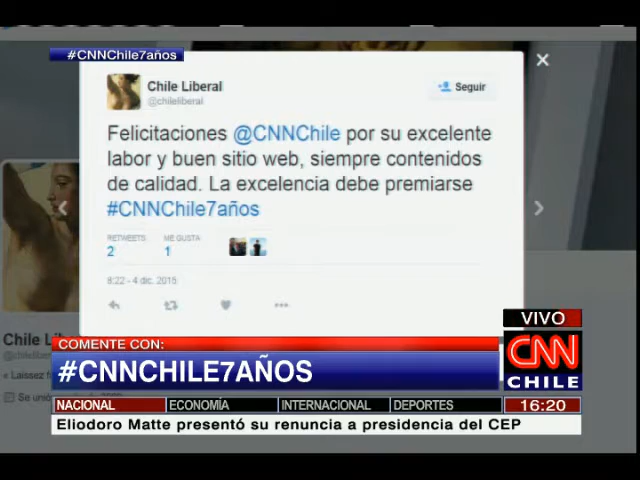 #CNNChile7años
Chile Liberal
@chileliberal
Seguir
Felicitaciones @CNNChile por su excelente
labor y buen sitio web, siempre contenidos
de calidad. La excelencia debe premiarse
#CNNChile7años
RETWEETS
2
ME GUSTA
1
8:22 - 4 dic. 2015
Chile
COMENTE CON:
#CNNCHILE7AÑOS
VIVO
CNN
CHILE
NACIONAL
ECONOMÍA
INTERNACIONAL
DEPORTES
16:20
Eliodoro Matte presentó su renuncia a presidencia del CEP